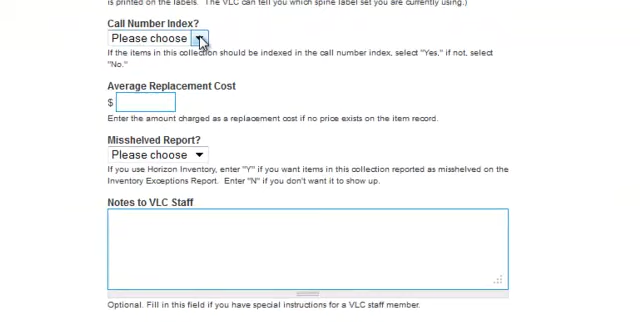 is printed on the labels. The VLC can tell you which spine label set you are currently using.)
Call Number Index?
Please choose
If the items in this collection should be indexed in the call number index, select "Yes," if not, select
"No."
Average Replacement Cost
$
Enter the amount charged as a replacement cost if no price exists on the item record.
Misshelved Report?
Please choose
If you use Horizon Inventory, enter "Y" if you want items in this collection reported as misshelved on the
Inventory Exceptions Report. Enter "N" if you don't want it to show up.
Notes to VLC Staff
Optional. Fill in this field if you have special instructions for a VLC staff member.